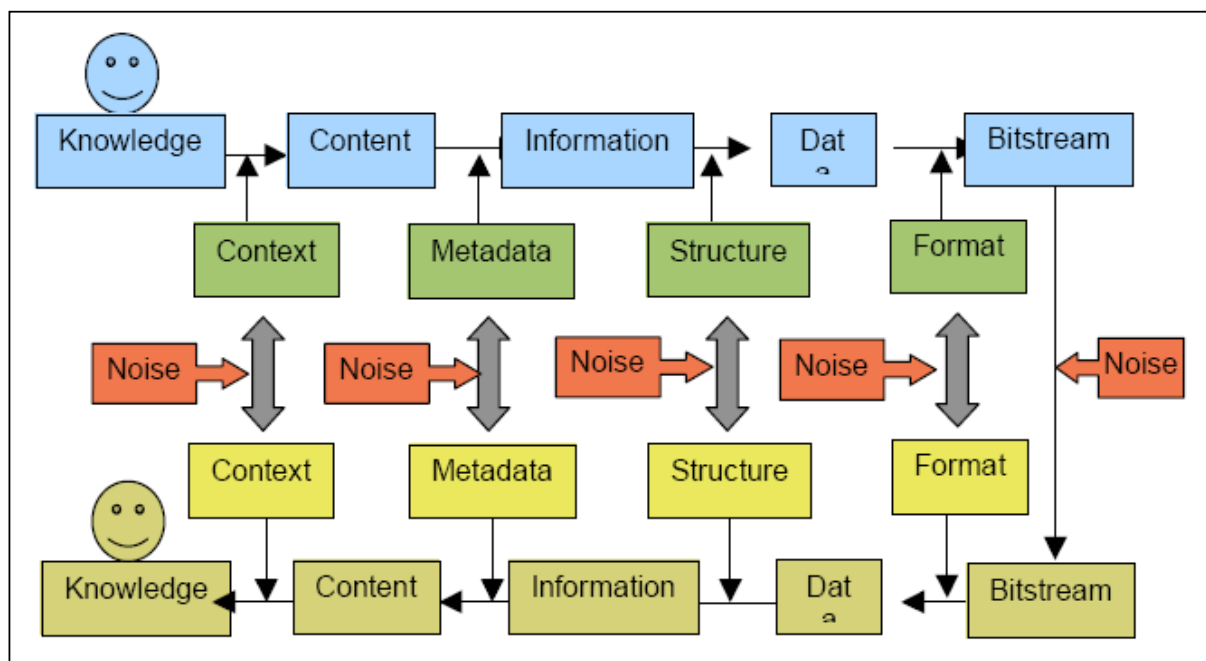 Knowledge
Content
Information
Dat
a
Bitstream
Context
Metadata
Structure
Format
Noise
Noise
Noise
Noise
Noise
Context
Metadata
Structure
Format
Knowledge
Content
Information
Dat
a
Bitstream